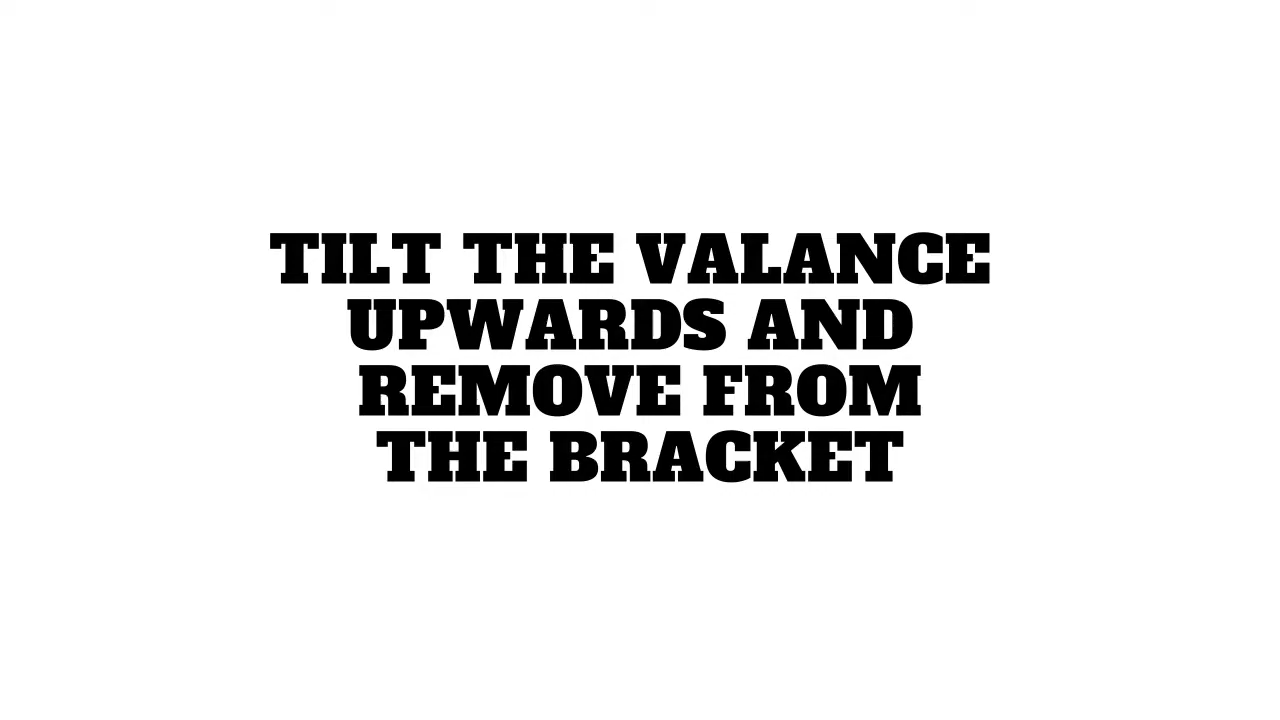 TILT THE VALANCE
UPWARDS AND
REMOVE FROM
THE BRACKET